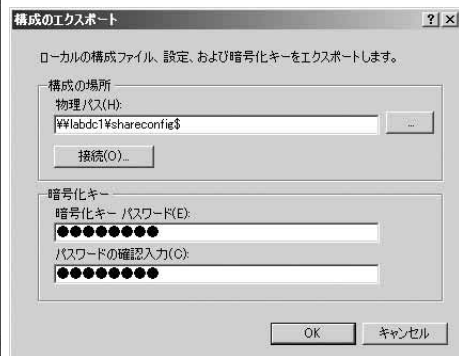 構成のエクスポート
ローカルの構成ファイル、設定、および暗号化キーをエクスポートします。
構成の場所
物理パス(H):
¥¥labdc1¥shareconfig$
...
接続(O)...
暗号化キー
暗号化キー パスワード(E):
●●●●●●●●
パスワードの確認入力(C):
●●●●●●●●
OK キャンセル